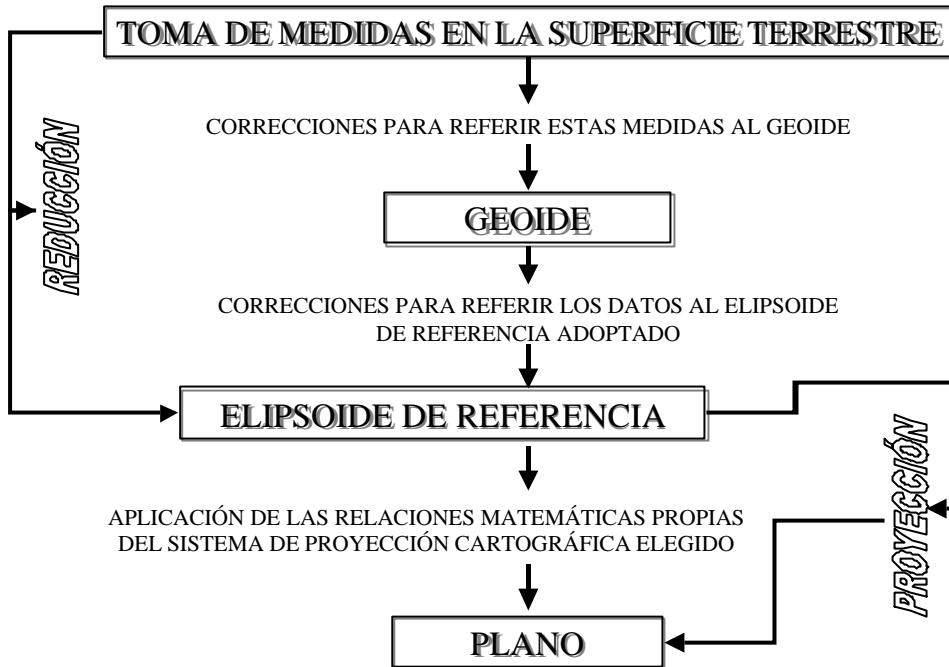 TOMA DE MEDIDAS EN LA SUPERFICIE TERRESTRE
CORRECCIONES PARA REFERIR ESTAS MEDIDAS AL GEOIDE
REDUCCIÓN
GEOIDE
CORRECCIONES PARA REFERIR LOS DATOS AL ELIPSOIDE
DE REFERENCIA ADOPTADO
ELIPSOIDE DE REFERENCIA
PROYECCIÓN
APLICACIÓN DE LAS RELACIONES MATEMÁTICAS PROPIAS
DEL SISTEMA DE PROYECCIÓN CARTOGRÁFICA ELEGIDO
PLANO